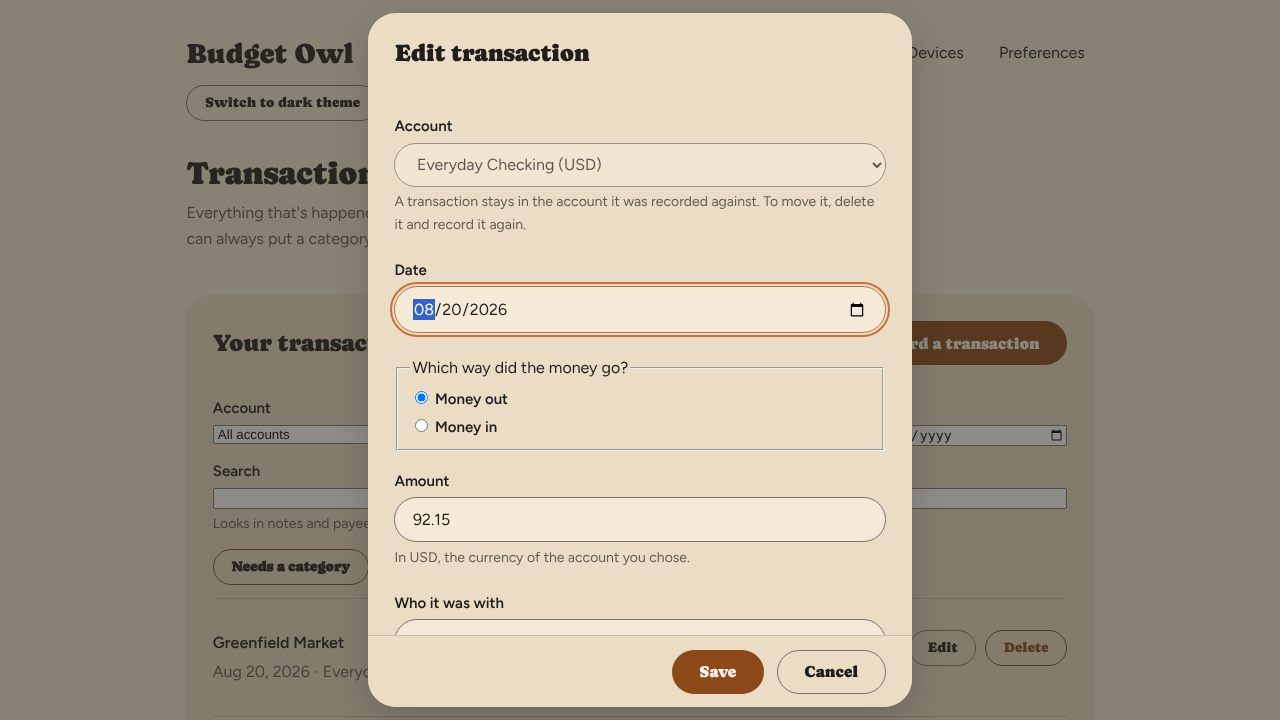 Budget Owl
Devices
Preferences
Switch to dark theme
Edit transaction
Account
Everyday Checking (USD)
A transaction stays in the account it was recorded against. To move it, delete
it and record it again.
Date
08/20/2026
Which way did the money go?
Money out
Money in
Amount
92.15
In USD, the currency of the account you chose.
Who it was with
Save
Cancel
Transaction
Everything that's happene
can always put a category
Your transac
rd a transaction
Account
All accounts
/yyyy
Search
Looks in notes and payee
Needs a category
Greenfield Market
Aug 20, 2026 · Everyd
Edit
Delete